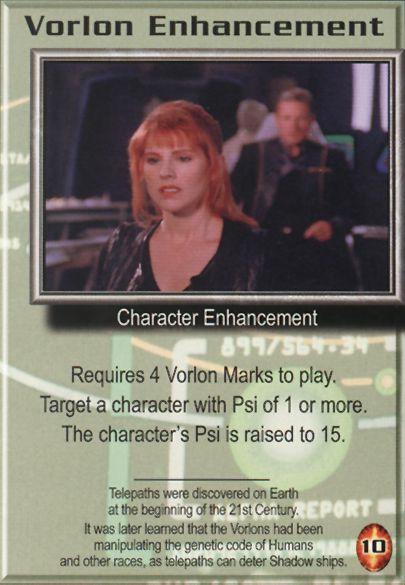 Vorlon Enhancement
Character Enhancement
899/564.34
Requires 4 Vorlon Marks to play.
Target a character with Psi of 1 or more.
The character's Psi is raised to 15.
Telepaths were discovered on Earth
at the beginning of the 21st Century.
It was later learned that the Vorlons had been
manipulating the genetic code of Humans
and other races, as telepaths can deter Shadow ships.
REPORT
10